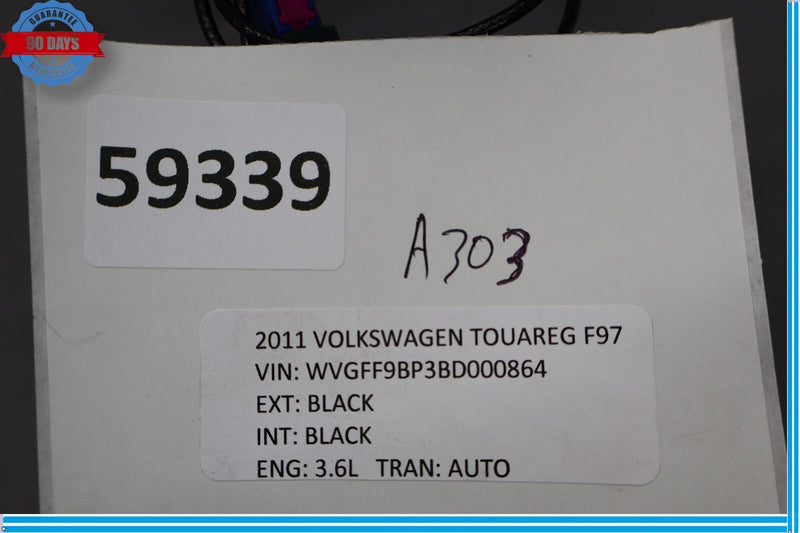 GUARANTEE
90 DAYS
GUARANTEE
59339
A303
2011 VOLKSWAGEN TOUAREG F97
VIN: WVGFF9BP3BD000864
EXT: BLACK
INT: BLACK
ENG: 3.6L TRAN: AUTO